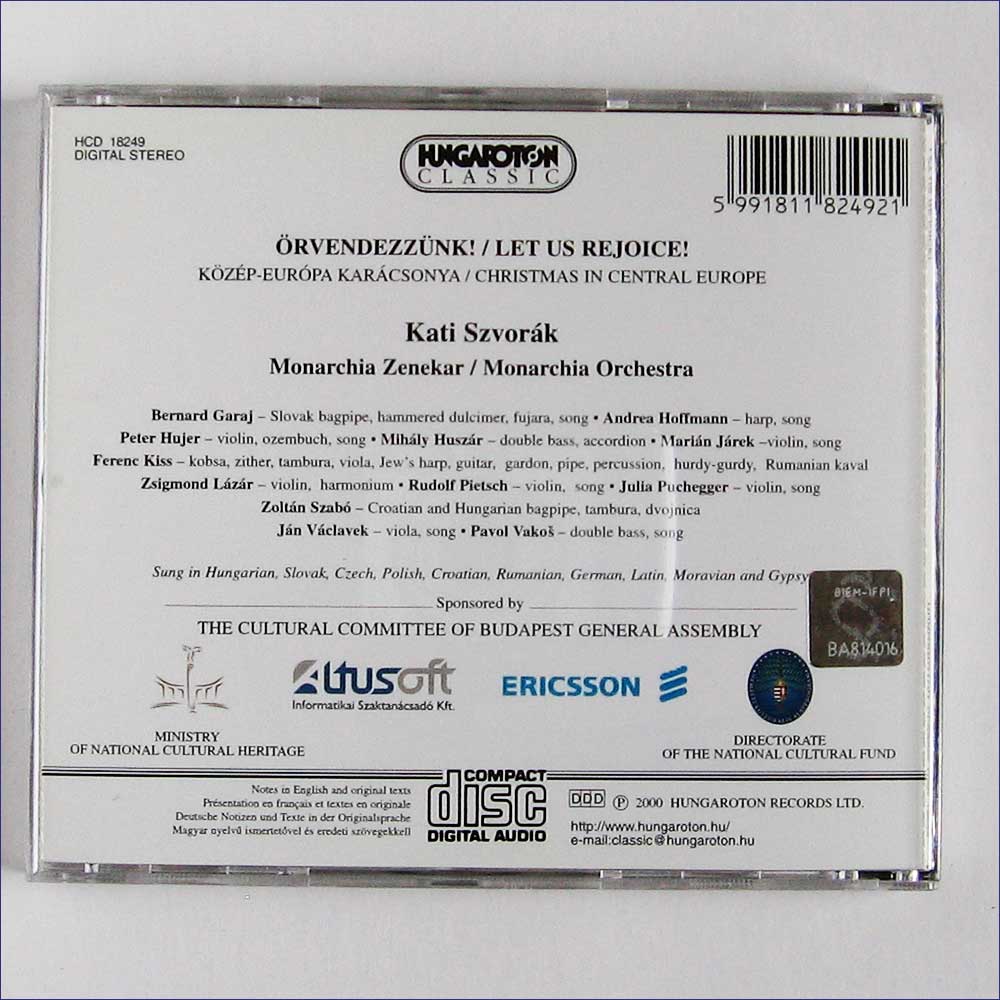 HCD 18249
DIGITAL STEREO
HUNGAROTON
CLASSIC
5 991811 824921
ÖRVENDEZZÜNK! / LET US REJOICE!
KÖZÉP-EURÓPA KARÁCSONYA / CHRISTMAS IN CENTRAL EUROPE
Kati Szvorák
Monarchia Zenekar / Monarchia Orchestra
Bernard Garaj – Slovak bagpipe, hammered dulcimer, fujara, song • Andrea Hoffmann – harp, song
Peter Hujer – violin, ozembuch, song • Mihály Huszár – double bass, accordion • Marián Járek –violin, song
Ferenc Kiss – kobsa, zither, tambura, viola, Jew's harp, guitar, gardon, pipe, percussion, hurdy-gurdy, Rumanian kaval
Zsigmond Lázár – violin, harmonium • Rudolf Pietsch – violin, song • Julia Puchegger – violin, song
Zoltán Szabó – Croatian and Hungarian bagpipe, tambura, dvojnica
Ján Václavek – viola, song • Pavol Vakoš – double bass, song
Sung in Hungarian, Slovak, Czech, Polish, Croatian, Rumanian, German, Latin, Moravian and Gypsy
BIEM-IFPI
BA814016
Sponsored by
THE CULTURAL COMMITTEE OF BUDAPEST GENERAL ASSEMBLY
ALTUSOFT
Informatikai Szaktanácsadó Kft.
ERICSSON
MINISTRY
OF NATIONAL CULTURAL HERITAGE
DIRECTORATE
OF THE NATIONAL CULTURAL FUND
Notes in English and original texts
Présentation en français et textes en originale
Deutsche Notizen und Texte in der Originalsprache
Magyar nyelvű ismertetővel és eredeti szövegekkel
COMPACT
disc
DIGITAL AUDIO
DDD ℗ 2000 HUNGAROTON RECORDS LTD.
http://www.hungaroton.hu/
e-mail:classic@hungaroton.hu